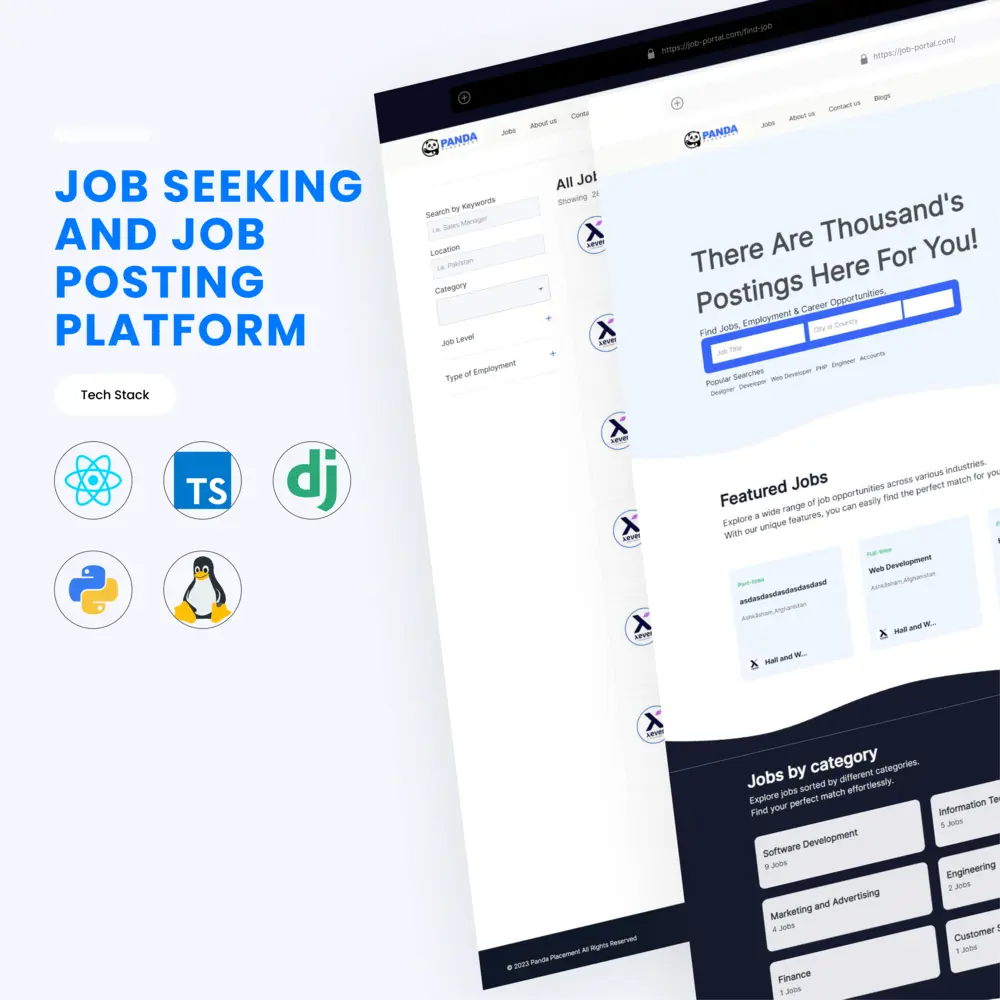 JOB SEEKING
AND JOB
POSTING
PLATFORM
Tech Stack
TS
dj
https://job-portal.com/find-job
PANDA
PLACEMENT
Jobs
About us
Conta
Search by Keywords
i.e. Sales Manager
Location
i.e. Pakistan
Category
Job Level
Type of Employment
All Job
Showing 28
Xever
Xever
Xever
Xever
Xever
Xever
© 2023 Panda Placement All Rights Reserved
https://job-portal.com/
PANDA
PLACEMENT
Jobs
About us
Contact us
Blogs
There Are Thousand's
Postings Here For You!
Find Jobs, Employment & Career Opportunities,
Job Title
City or Country
Popular Searches
Designer Developer Web Developer PHP Engineer Accounts
Featured Jobs
Explore a wide range of job opportunities across various industries.
With our unique features, you can easily find the perfect match for you
Part-time
asdasdasdasdasdasdasd
Ashkāsham,Afghanistan
Hall and W...
Full-time
Web Development
Ashkāsham,Afghanistan
Hall and W...
Jobs by category
Explore jobs sorted by different categories.
Find your perfect match effortlessly.
Software Development
9 Jobs
Information Te
5 Jobs
Marketing and Advertising
4 Jobs
Engineering
2 Jobs
Finance
1 Jobs
Customer S
1 Jobs